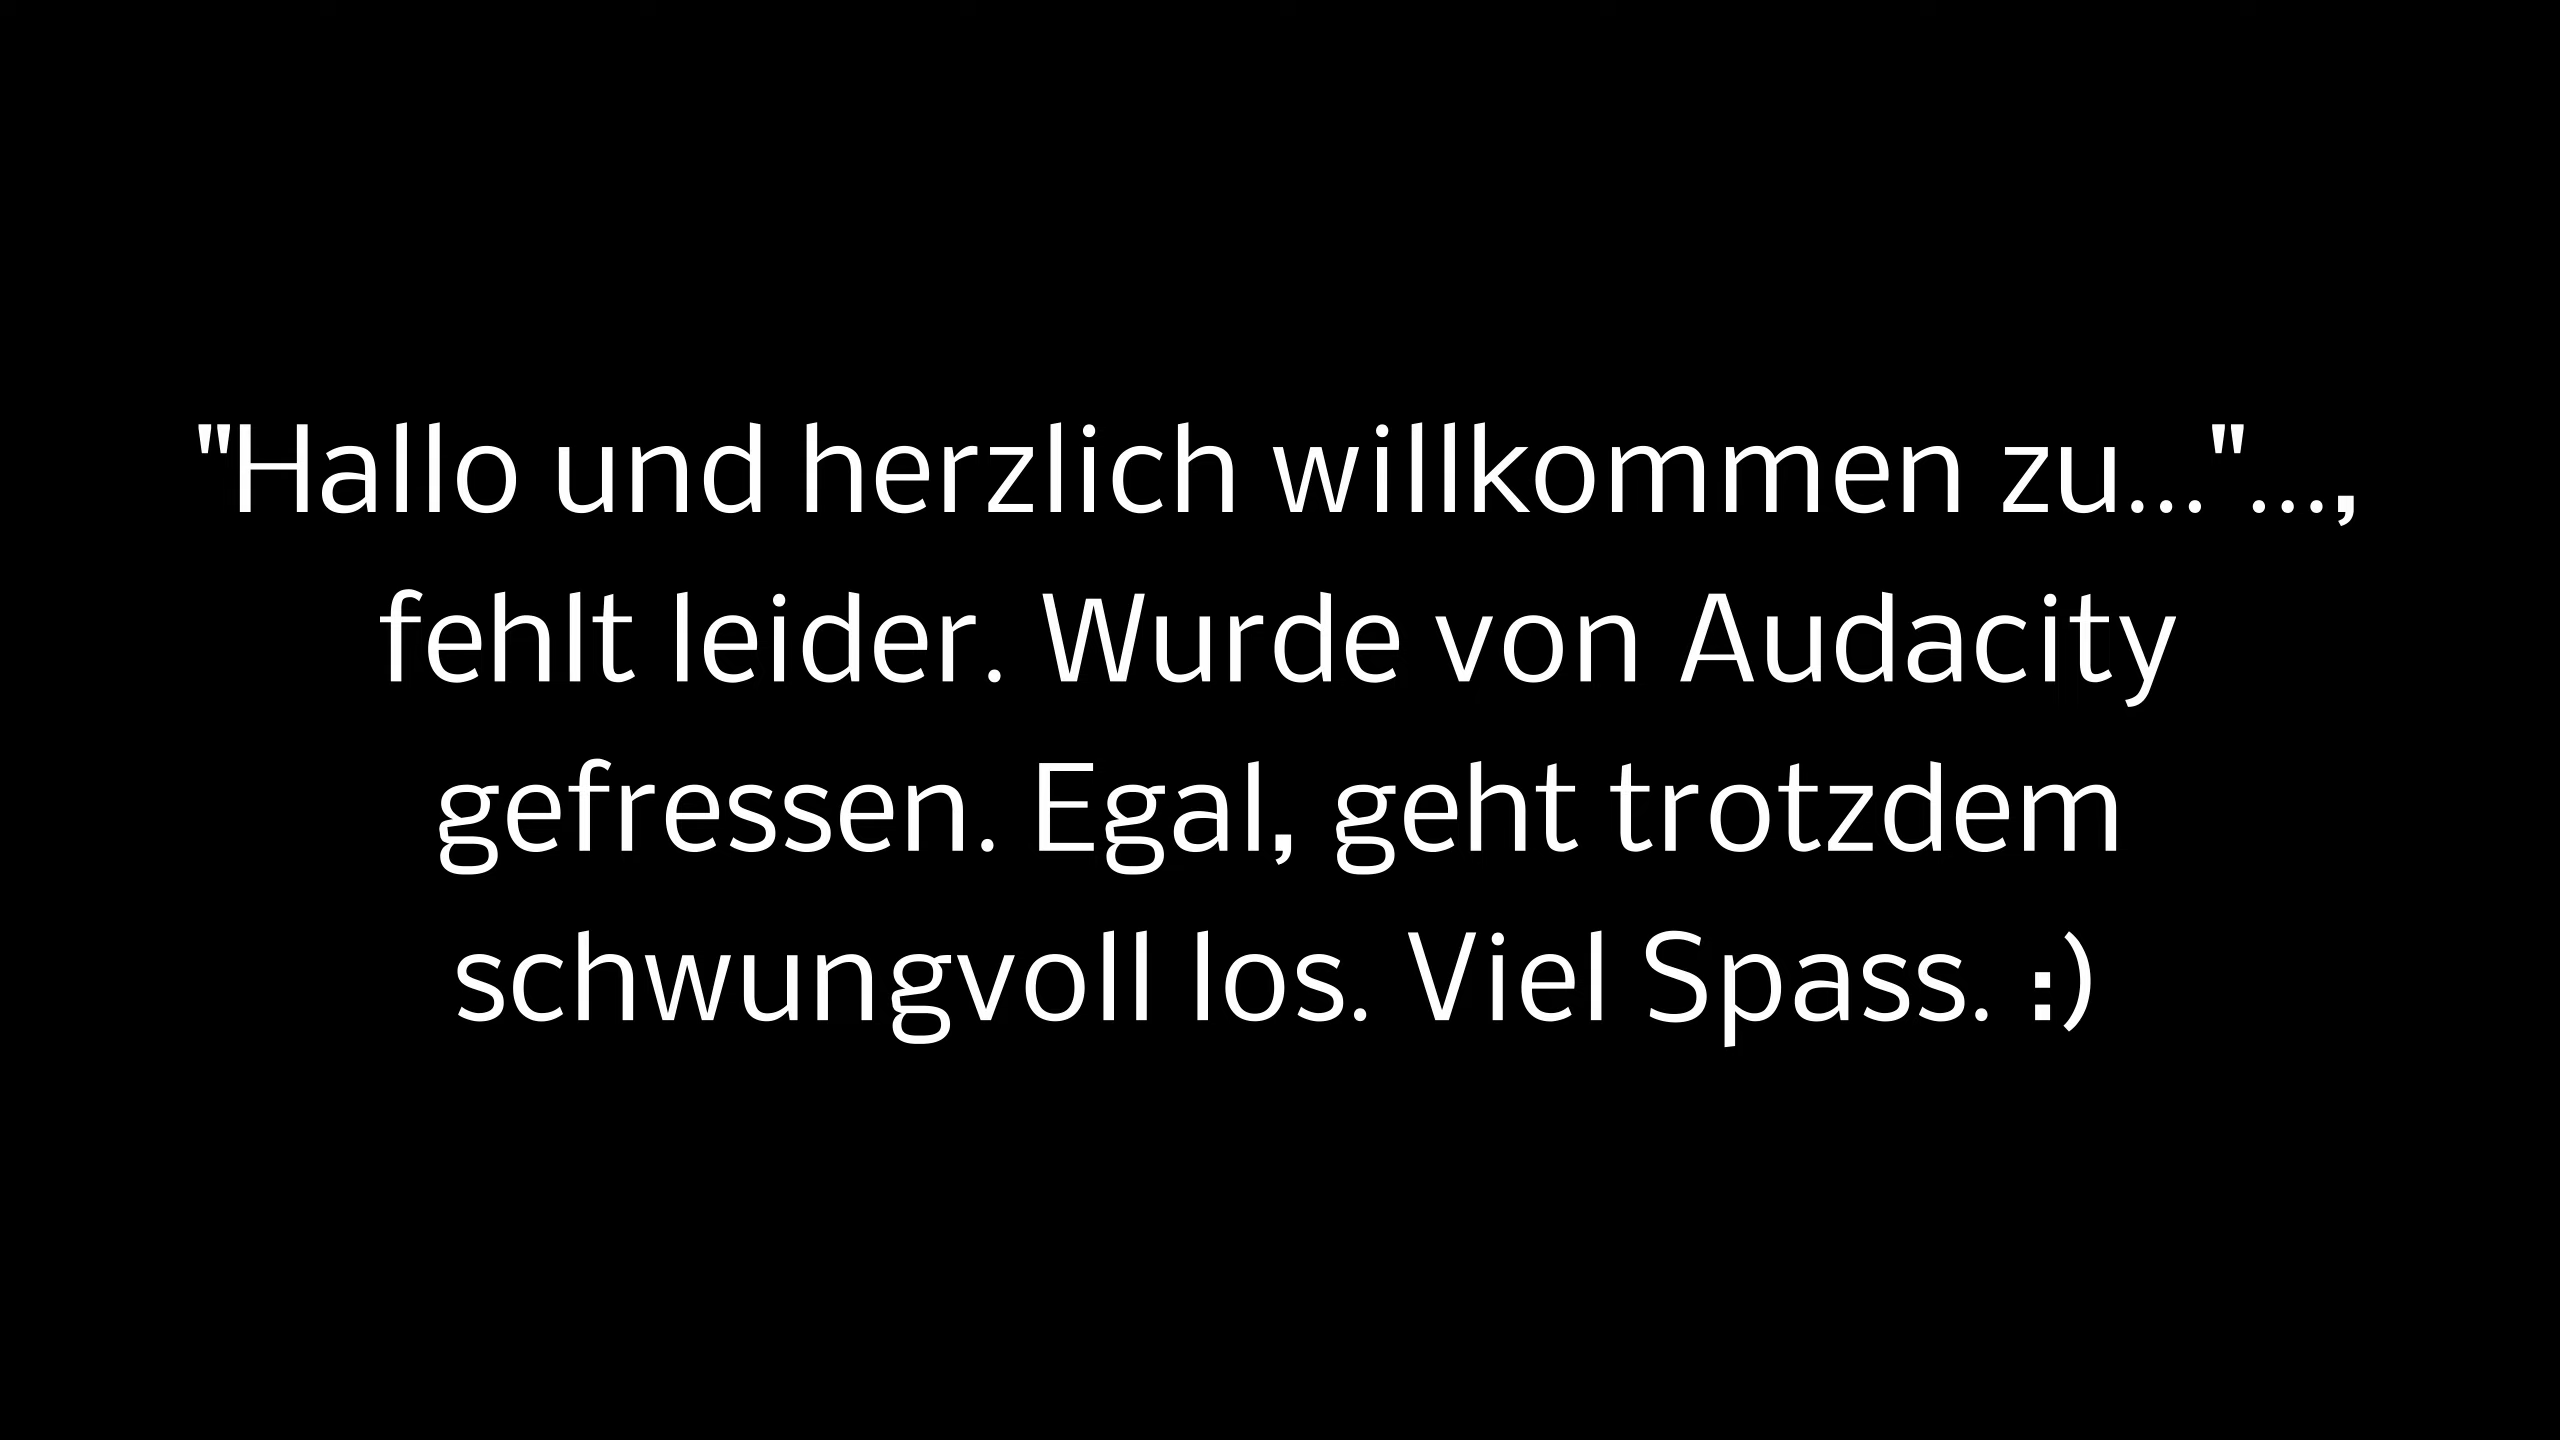 "Hallo und herzlich willkommen zu..."...,
fehlt leider. Wurde von Audacity
gefressen. Egal, geht trotzdem
schwungvoll los. Viel Spass. :)